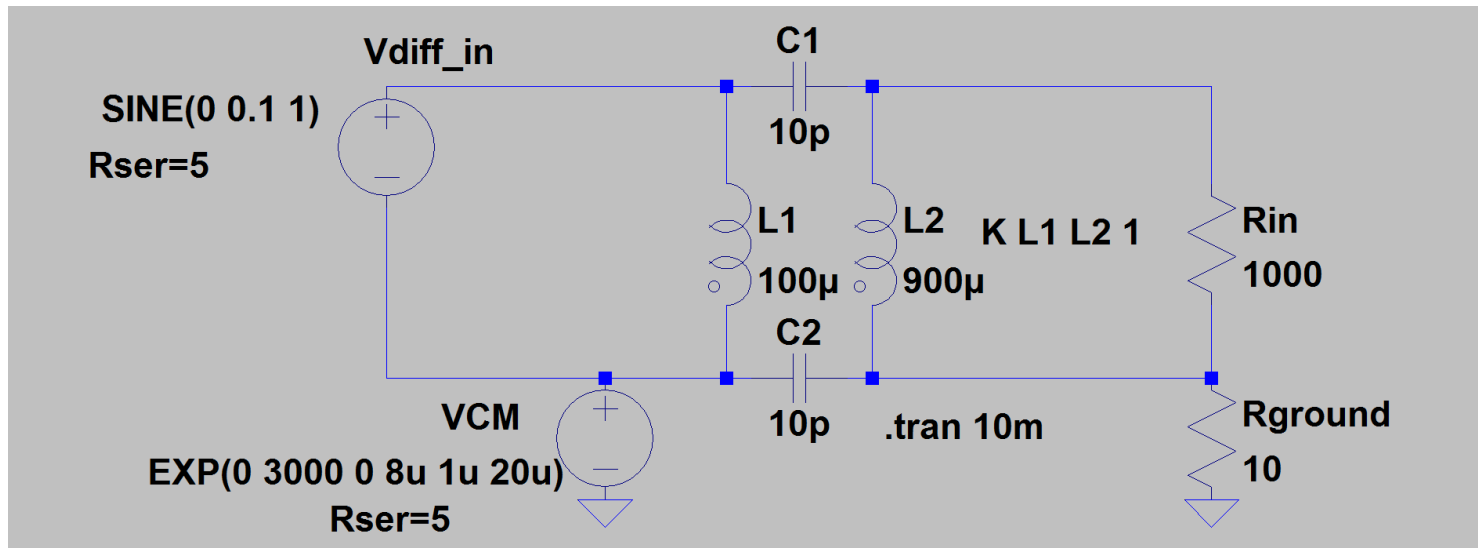 C1
Vdiff_in
SINE(0 0.1 1)
10p
Rser=5
L1
L2
K L1 L2 1
Rin
100µ
900µ
1000
C2
VCM
10p
.tran 10m
Rground
EXP(0 3000 0 8u 1u 20u)
10
Rser=5